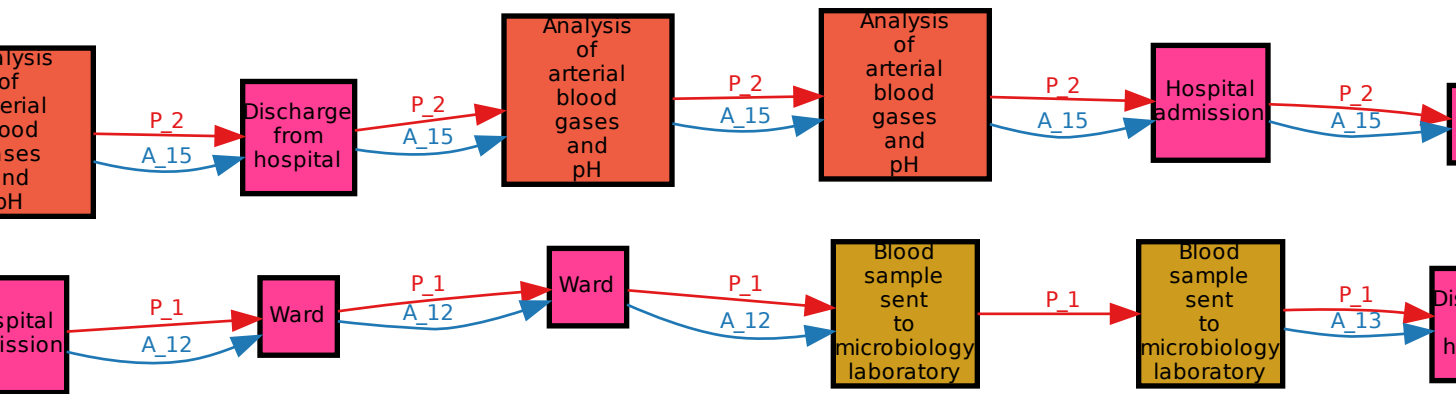 Analysis
of
arterial
blood
gases
and
pH
Analysis
of
arterial
blood
gases
and
pH
Discharge
from
hospital
Hospital
admission
P_2
A_15
P_2
A_15
P_2
A_15
P_2
A_15
P_2
A_15
Ward
Ward
Blood
sample
sent
to
microbiology
laboratory
Blood
sample
sent
to
microbiology
laboratory
P_1
A_12
P_1
A_12
P_1
A_12
P_1
P_1
A_13
of